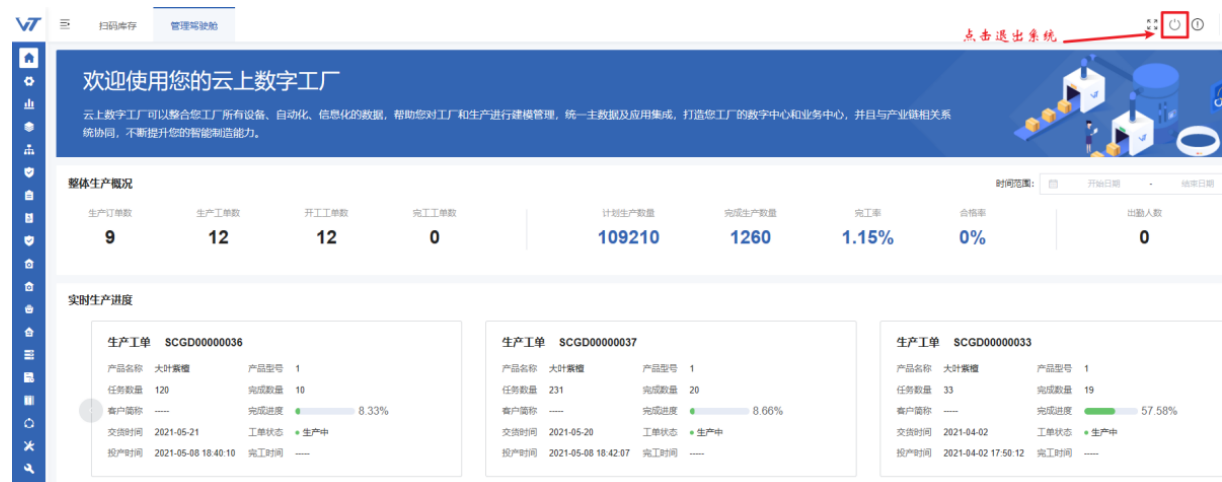 VT 扫码库存 管理驾驶舱
点击退出系统
欢迎使用您的云上数字工厂
云上数字工厂可以整合您工厂所有设备、自动化、信息化的数据，帮助您对工厂和生产进行建模管理，统一主数据及应用集成，打造您工厂的数字中心和业务中心，并且与产业链相关系
统协同，不断提升您的智能制造能力。
整体生产概况 时间范围: 开始日期 - 结束日期
生产订单数 生产工单数 开工工单数 完工工单数 计划生产数量 完成生产数量 完工率 合格率 出勤人数
9 12 12 0 109210 1260 1.15% 0% 0
实时生产进度
生产工单 SCGD00000036
产品名称 大叶紫檀 产品型号 1
任务数量 120 完成数量 10
客户简称 ----- 完成进度 8.33%
交货时间 2021-05-21 工单状态 生产中
投产时间 2021-05-08 18:40:10 完工时间 -----
生产工单 SCGD00000037
产品名称 大叶紫檀 产品型号 1
任务数量 231 完成数量 20
客户简称 ----- 完成进度 8.66%
交货时间 2021-05-20 工单状态 生产中
投产时间 2021-05-08 18:42:07 完工时间 -----
生产工单 SCGD00000033
产品名称 大叶紫檀 产品型号 1
任务数量 33 完成数量 19
客户简称 ----- 完成进度 57.58%
交货时间 2021-04-02 工单状态 生产中
投产时间 2021-04-02 17:50:12 完工时间 -----